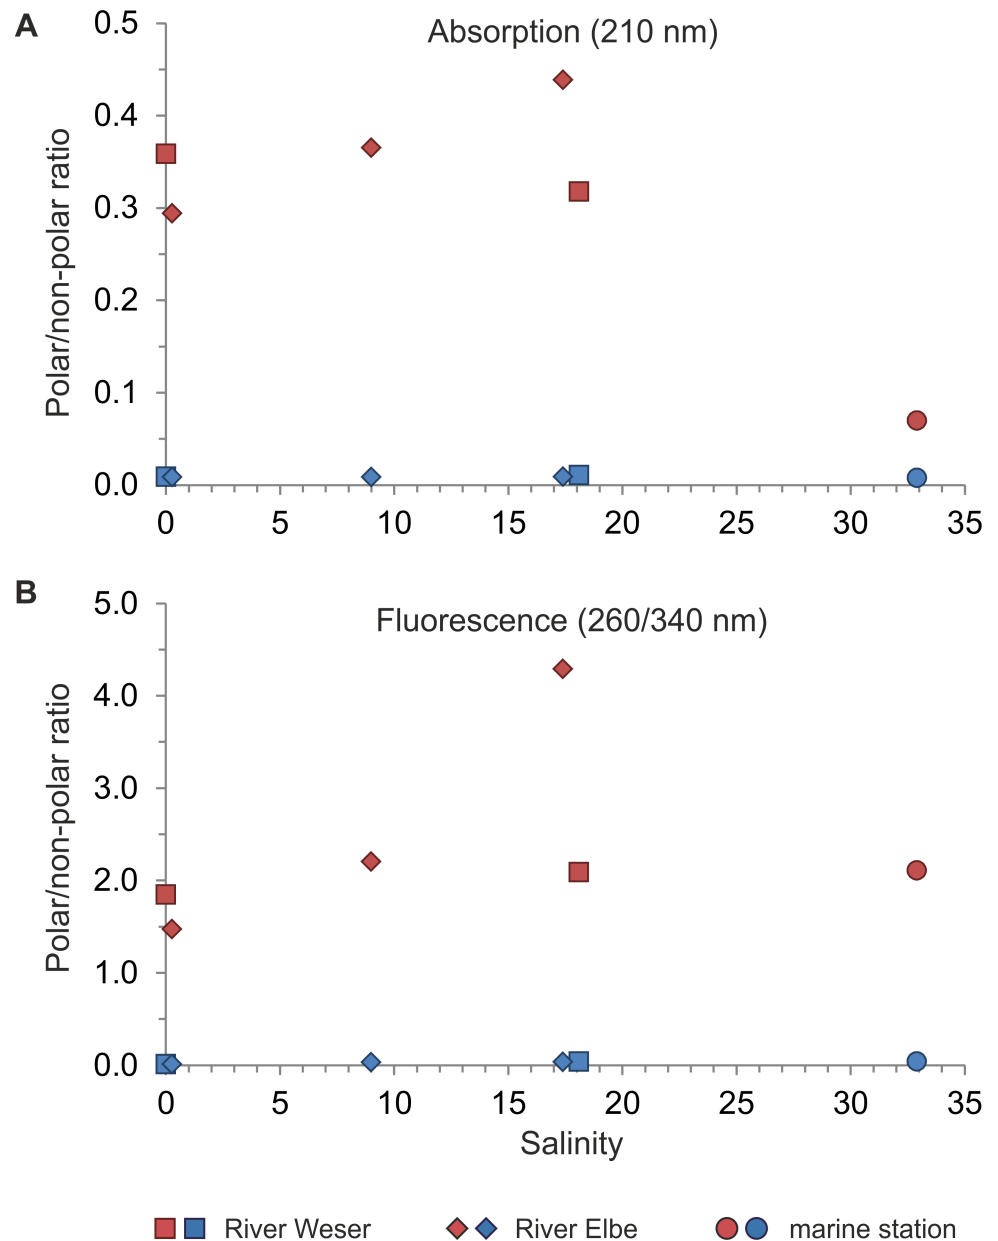 A
Absorption (210 nm)
Polar/non-polar ratio
0.5
0.4
0.3
0.2
0.1
0.0
0 5 10 15 20 25 30 35
B
Fluorescence (260/340 nm)
Polar/non-polar ratio
5.0
4.0
3.0
2.0
1.0
0.0
0 5 10 15 20 25 30 35
Salinity
River Weser River Elbe marine station